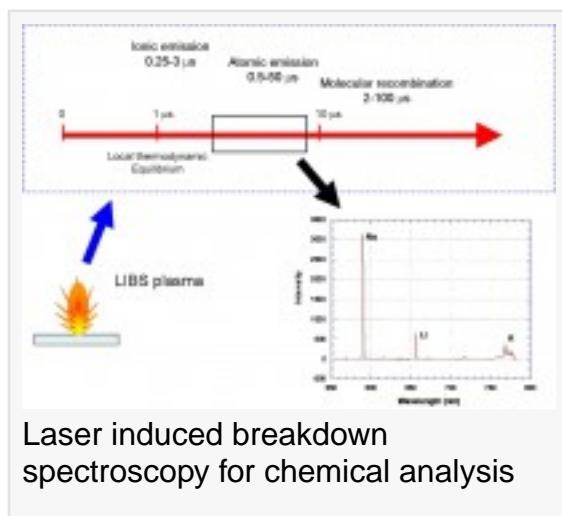 Ionic emission
0.25-3 µs
Atomic emission
0.5-50 µs
Molecular recombination
2-100 µs
0
1 µs
10 µs
Local thermodynamic
Equilibrium
LIBS plasma
Na
Li
K
Intensity
Wavelength (nm)
Laser induced breakdown
spectroscopy for chemical analysis